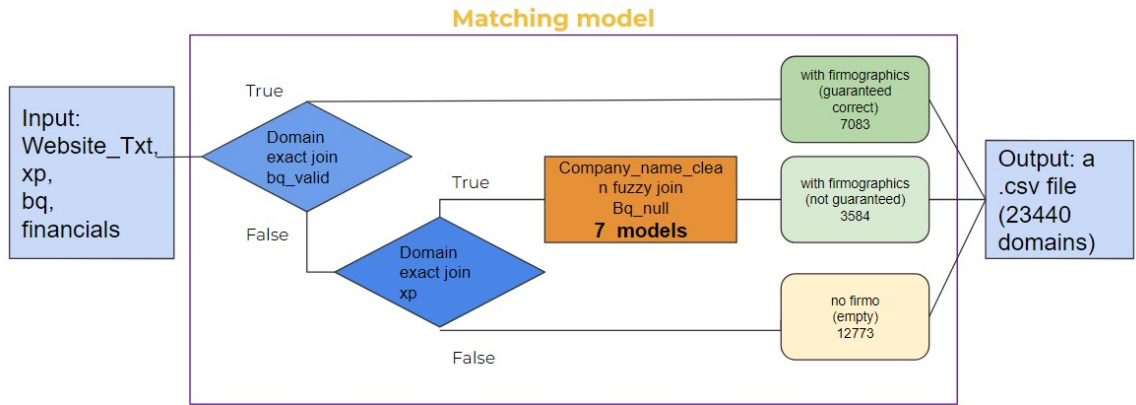 Matching model
Input:
Website_Txt,
xp,
bq,
financials
True
Domain
exact join
bq_valid
False
True
Domain
exact join
xp
False
Company_name_clea
n fuzzy join
Bq_null
7 models
with firmographics
(guaranteed
correct)
7083
with firmographics
(not guaranteed)
3584
no firmo
(empty)
12773
Output: a
.csv file
(23440
domains)